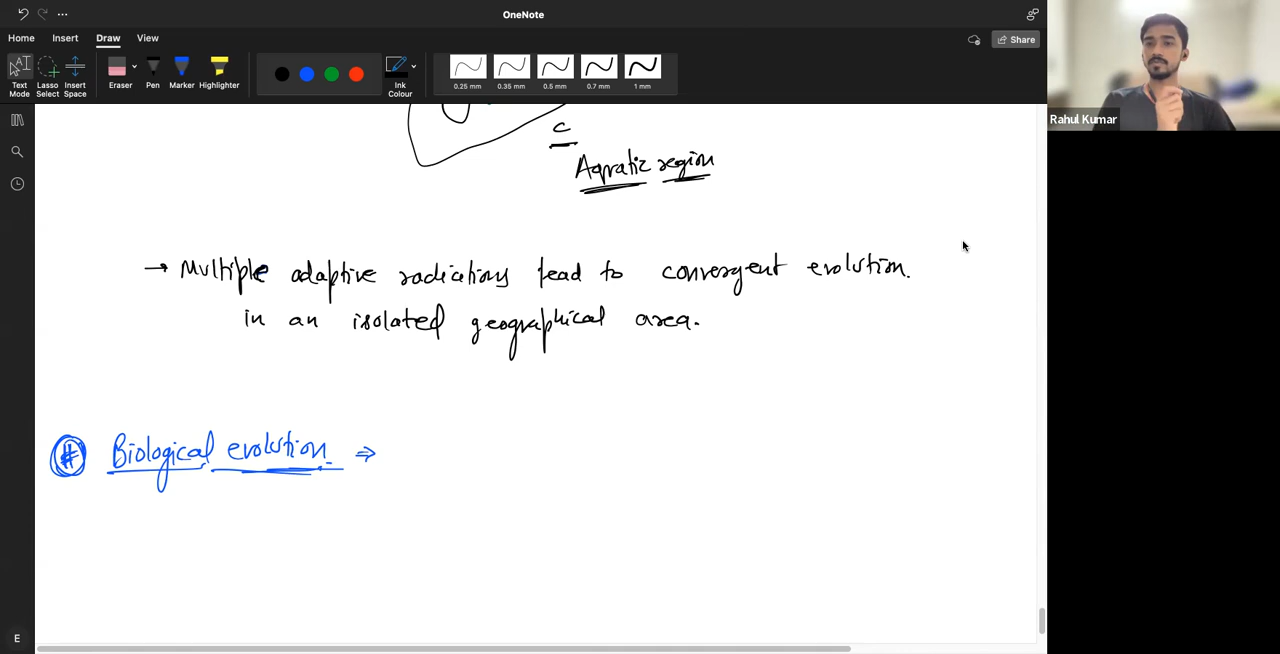 OneNote
Home Insert Draw View
Share
Text Mode
Lasso Select
Insert Space
Eraser
Pen
Marker
Highlighter
Ink Colour
0.25 mm
0.35 mm
0.5 mm
0.7 mm
1 mm
Rahul Kumar
C
Aquatic region
→ Multiple adaptive radiations lead to convergent evolution.
in an isolated geographical area.
# Biological evolution ⇒
E